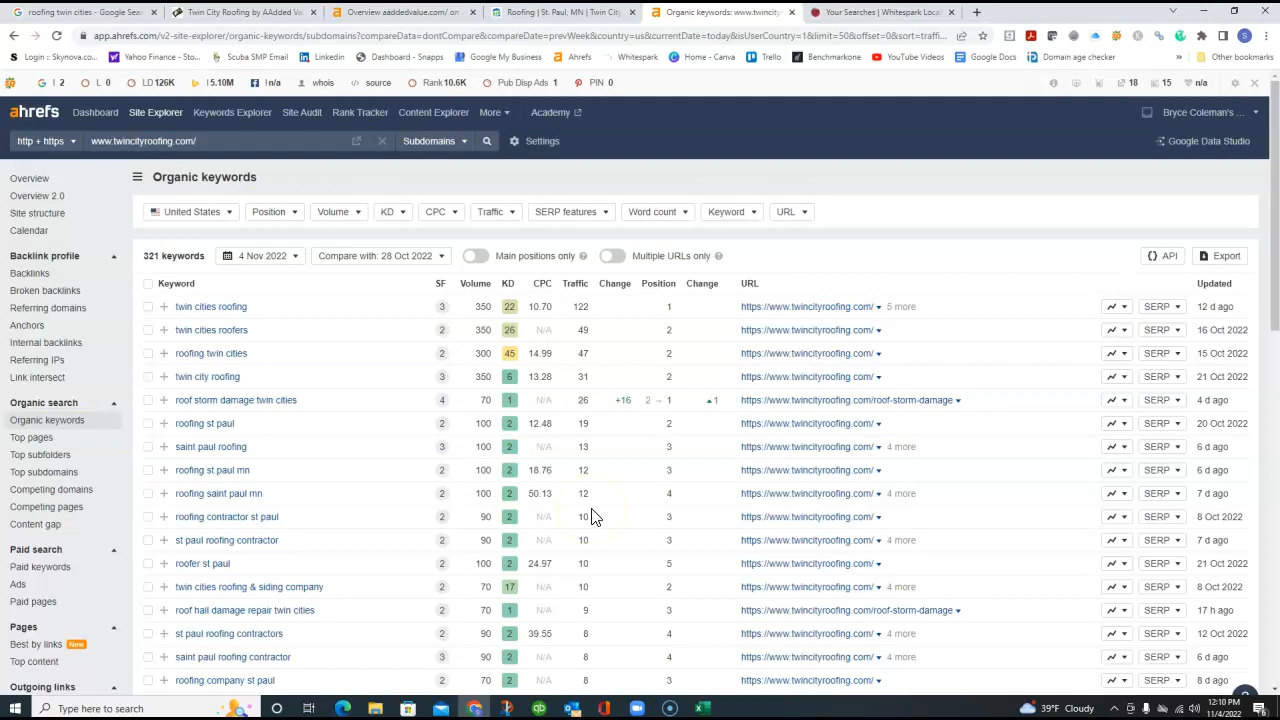 roofing twin cities - Google Searc
Twin City Roofing by AAdded Val
Overview aaddedvalue.com/ on
Roofing | St. Paul, MN | Twin City
Organic keywords: www.twincityr
Your Searches | Whitespark Local
app.ahrefs.com/v2-site-explorer/organic-keywords/subdomains?compareData=dontCompare&compareDate=prevWeek&country=us&currentDate=today&isUserCountry=1&limit=50&offset=0&sort=traffi...
Login :: Skynova.com
Yahoo Finance - Sto...
Scuba SMP Email
LinkedIn
Dashboard - Snapps
Google My Business
Ahrefs
Whitespark
Home - Canva
Trello
Benchmarkone
YouTube Videos
Google Docs
Domain age checker
»
Other bookmarks
I 2
L 0
LD 126K
I 5.10M
I n/a
whois
source
Rank 10.6K
Pub Disp Ads 1
PIN 0
18
15
n/a
ahrefs Dashboard Site Explorer Keywords Explorer Site Audit Rank Tracker Content Explorer More Academy Bryce Coleman's ...
http + https www.twincityroofing.com/ Subdomains Settings Google Data Studio
Overview
Overview 2.0
Site structure
Calendar
Backlink profile
Backlinks
Broken backlinks
Referring domains
Anchors
Internal backlinks
Referring IPs
Link intersect
Organic search
Organic keywords
Top pages
Top subfolders
Top subdomains
Competing domains
Competing pages
Content gap
Paid search
Paid keywords
Ads
Paid pages
Pages
Best by links New
Top content
Outgoing links
Organic keywords
United States Position Volume KD CPC Traffic SERP features Word count Keyword URL
321 keywords 4 Nov 2022 Compare with: 28 Oct 2022 Main positions only Multiple URLs only API Export
Keyword SF Volume KD CPC Traffic Change Position Change URL Updated
twin cities roofing 3 350 22 10.70 122 1 https://www.twincityroofing.com/ 5 more SERP 12 d ago
twin cities roofers 2 350 26 N/A 49 2 https://www.twincityroofing.com/ SERP 16 Oct 2022
roofing twin cities 2 300 45 14.99 47 2 https://www.twincityroofing.com/ SERP 15 Oct 2022
twin city roofing 3 350 6 13.28 31 2 https://www.twincityroofing.com/ SERP 21 Oct 2022
roof storm damage twin cities 4 70 1 N/A 26 +16 2 → 1 1 https://www.twincityroofing.com/roof-storm-damage SERP 4 d ago
roofing st paul 2 100 2 12.48 19 2 https://www.twincityroofing.com/ SERP 20 Oct 2022
saint paul roofing 3 100 2 N/A 13 3 https://www.twincityroofing.com/ 4 more SERP 6 d ago
roofing st paul mn 2 100 2 18.76 12 3 https://www.twincityroofing.com/ SERP 6 d ago
roofing saint paul mn 2 100 2 50.13 12 4 https://www.twincityroofing.com/ 4 more SERP 7 d ago
roofing contractor st paul 2 90 2 N/A 10 3 https://www.twincityroofing.com/ SERP 8 Oct 2022
st paul roofing contractor 2 90 2 N/A 10 3 https://www.twincityroofing.com/ 4 more SERP 7 d ago
roofer st paul 2 100 2 24.97 10 5 https://www.twincityroofing.com/ SERP 21 Oct 2022
twin cities roofing & siding company 2 70 17 N/A 10 2 https://www.twincityroofing.com/ 4 more SERP 8 Oct 2022
roof hail damage repair twin cities 2 70 1 N/A 9 3 https://www.twincityroofing.com/roof-storm-damage SERP 17 h ago
st paul roofing contractors 2 90 2 39.55 8 4 https://www.twincityroofing.com/ 4 more SERP 12 Oct 2022
saint paul roofing contractor 3 90 2 N/A 8 4 https://www.twincityroofing.com/ 4 more SERP 6 d ago
roofing company st paul 2 70 2 N/A 8 3 https://www.twincityroofing.com/ SERP 8 d ago
Type here to search
39°F Cloudy
12:10 PM
11/4/2022